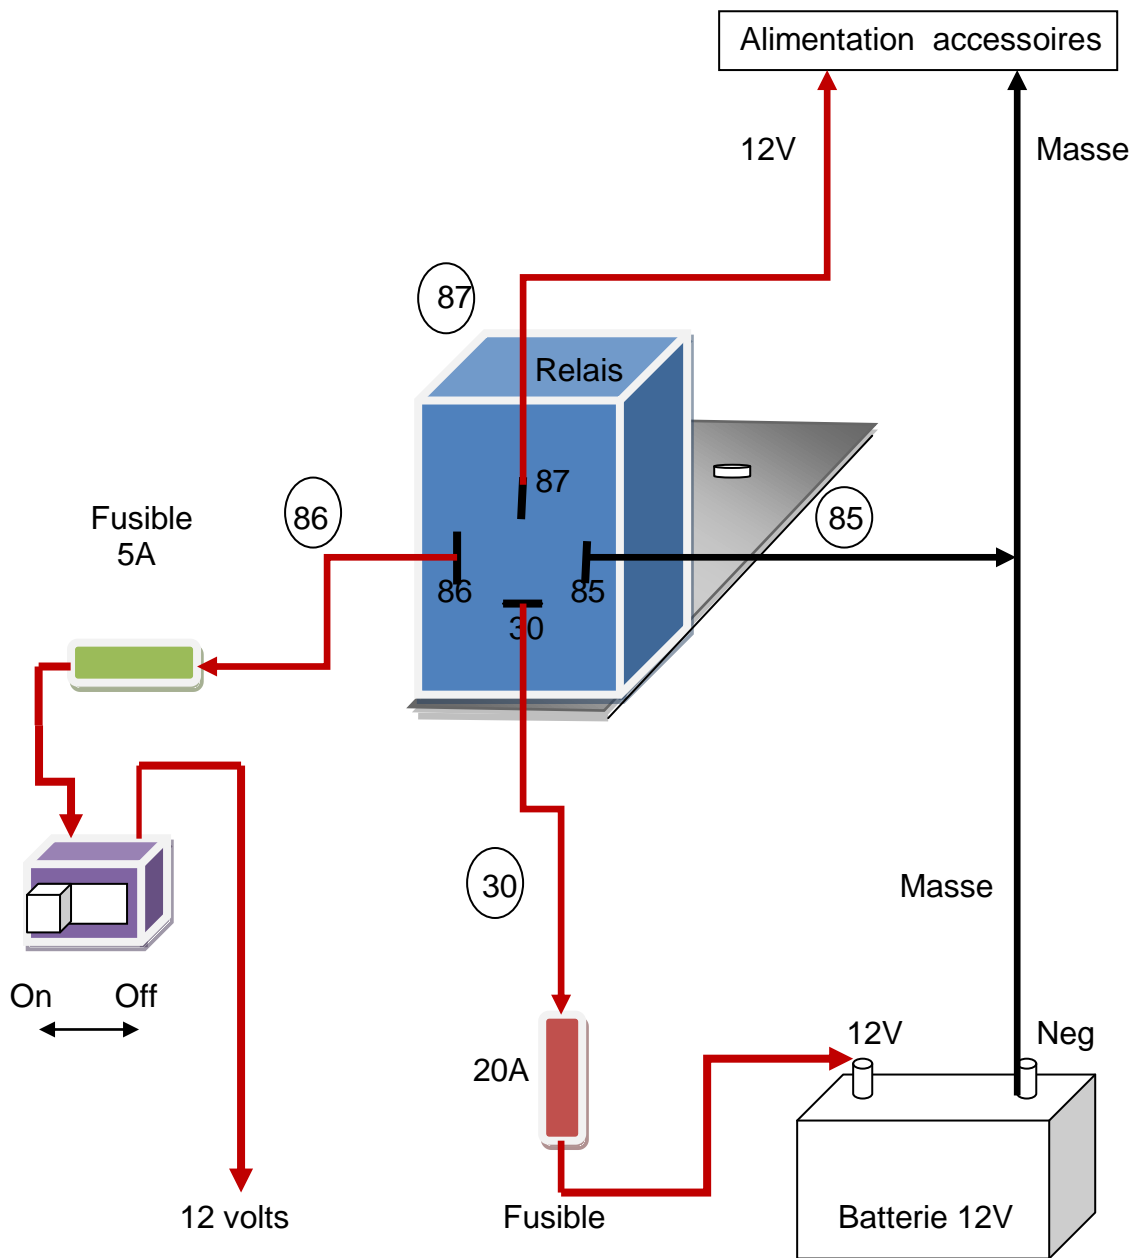 Alimentation accessoires
12V
Masse
87
Relais
87
86
85
Fusible
5A
86
85
30
30
Masse
On
Off
12V
Neg
20A
12 volts
Fusible
Batterie 12V